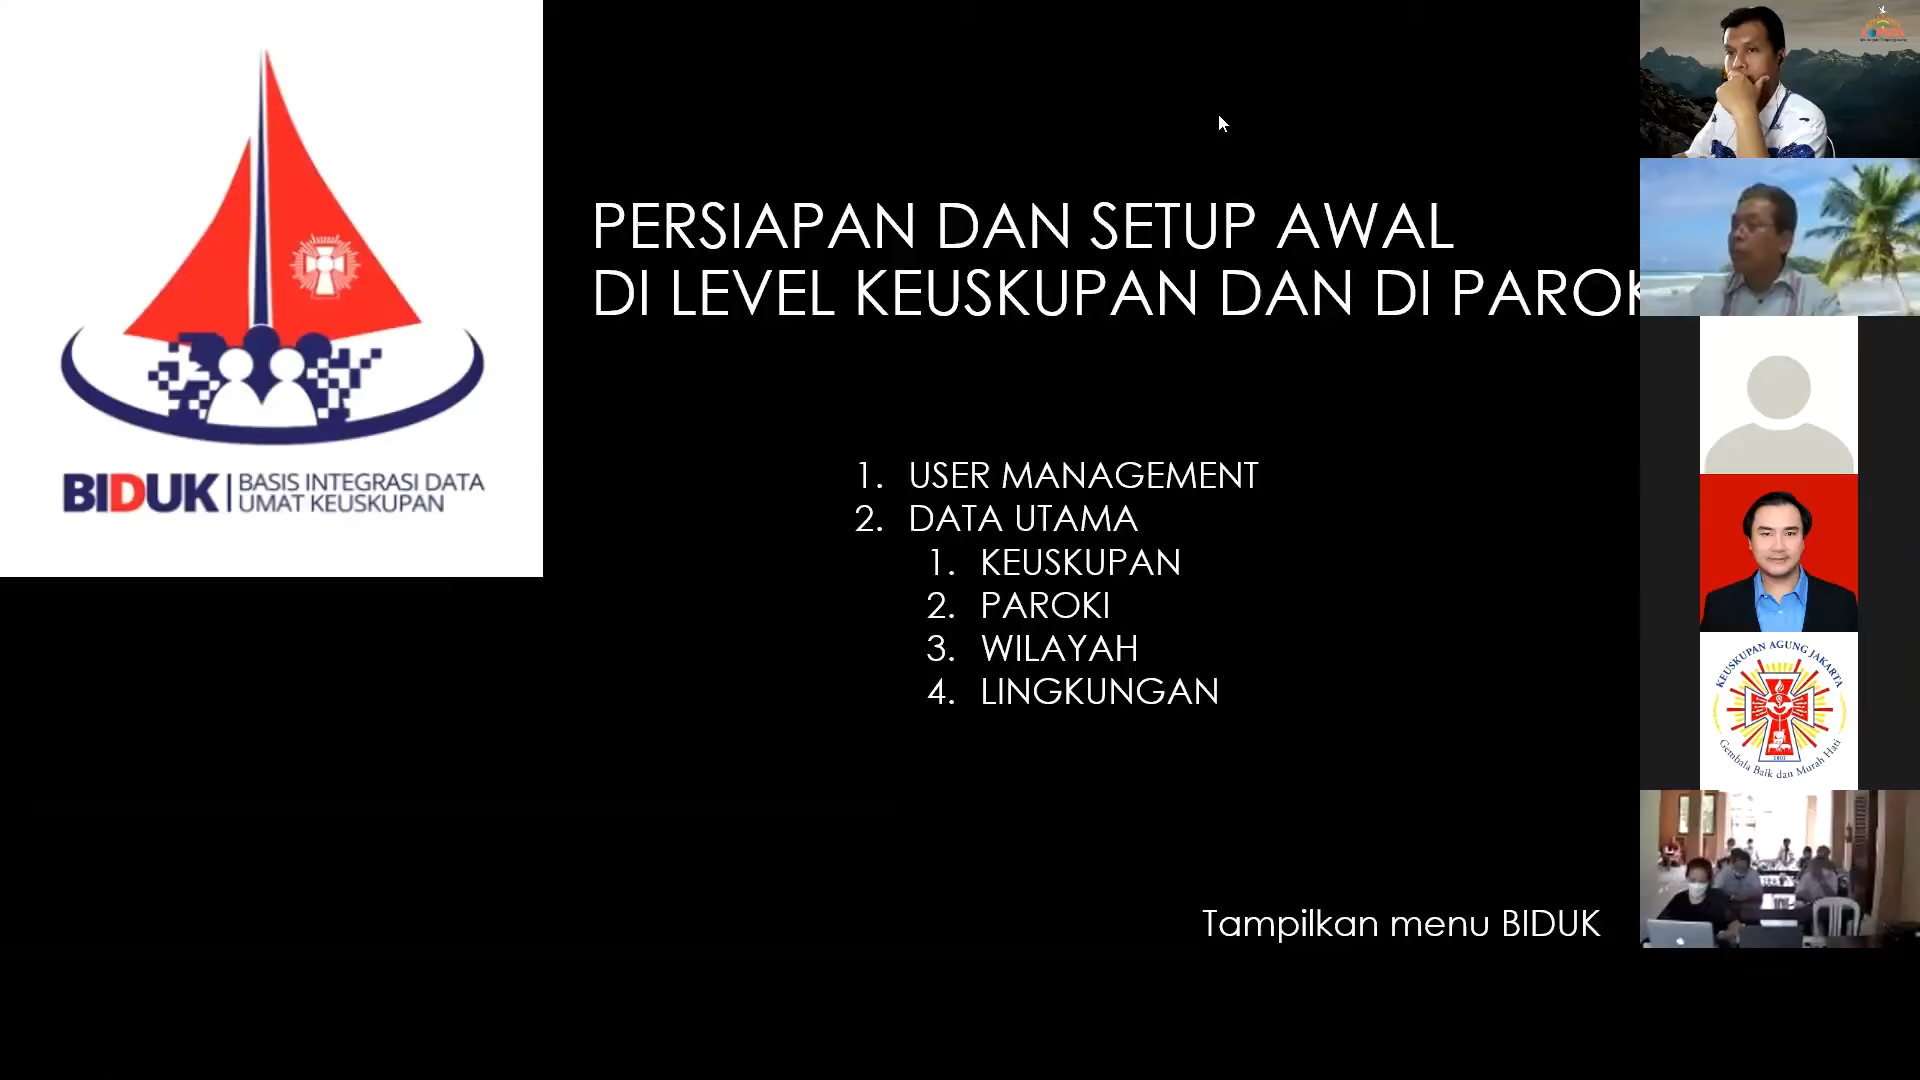 PERSIAPAN DAN SETUP AWAL
DI LEVEL KEUSKUPAN DAN DI PAROK
BIDUK | BASIS INTEGRASI DATA
UMAT KEUSKUPAN
1. USER MANAGEMENT
2. DATA UTAMA
1. KEUSKUPAN
2. PAROKI
3. WILAYAH
4. LINGKUNGAN
Tampilkan menu BIDUK
KEUSKUPAN AGUNG JAKARTA
1807
Gembala Baik dan Murah Hati